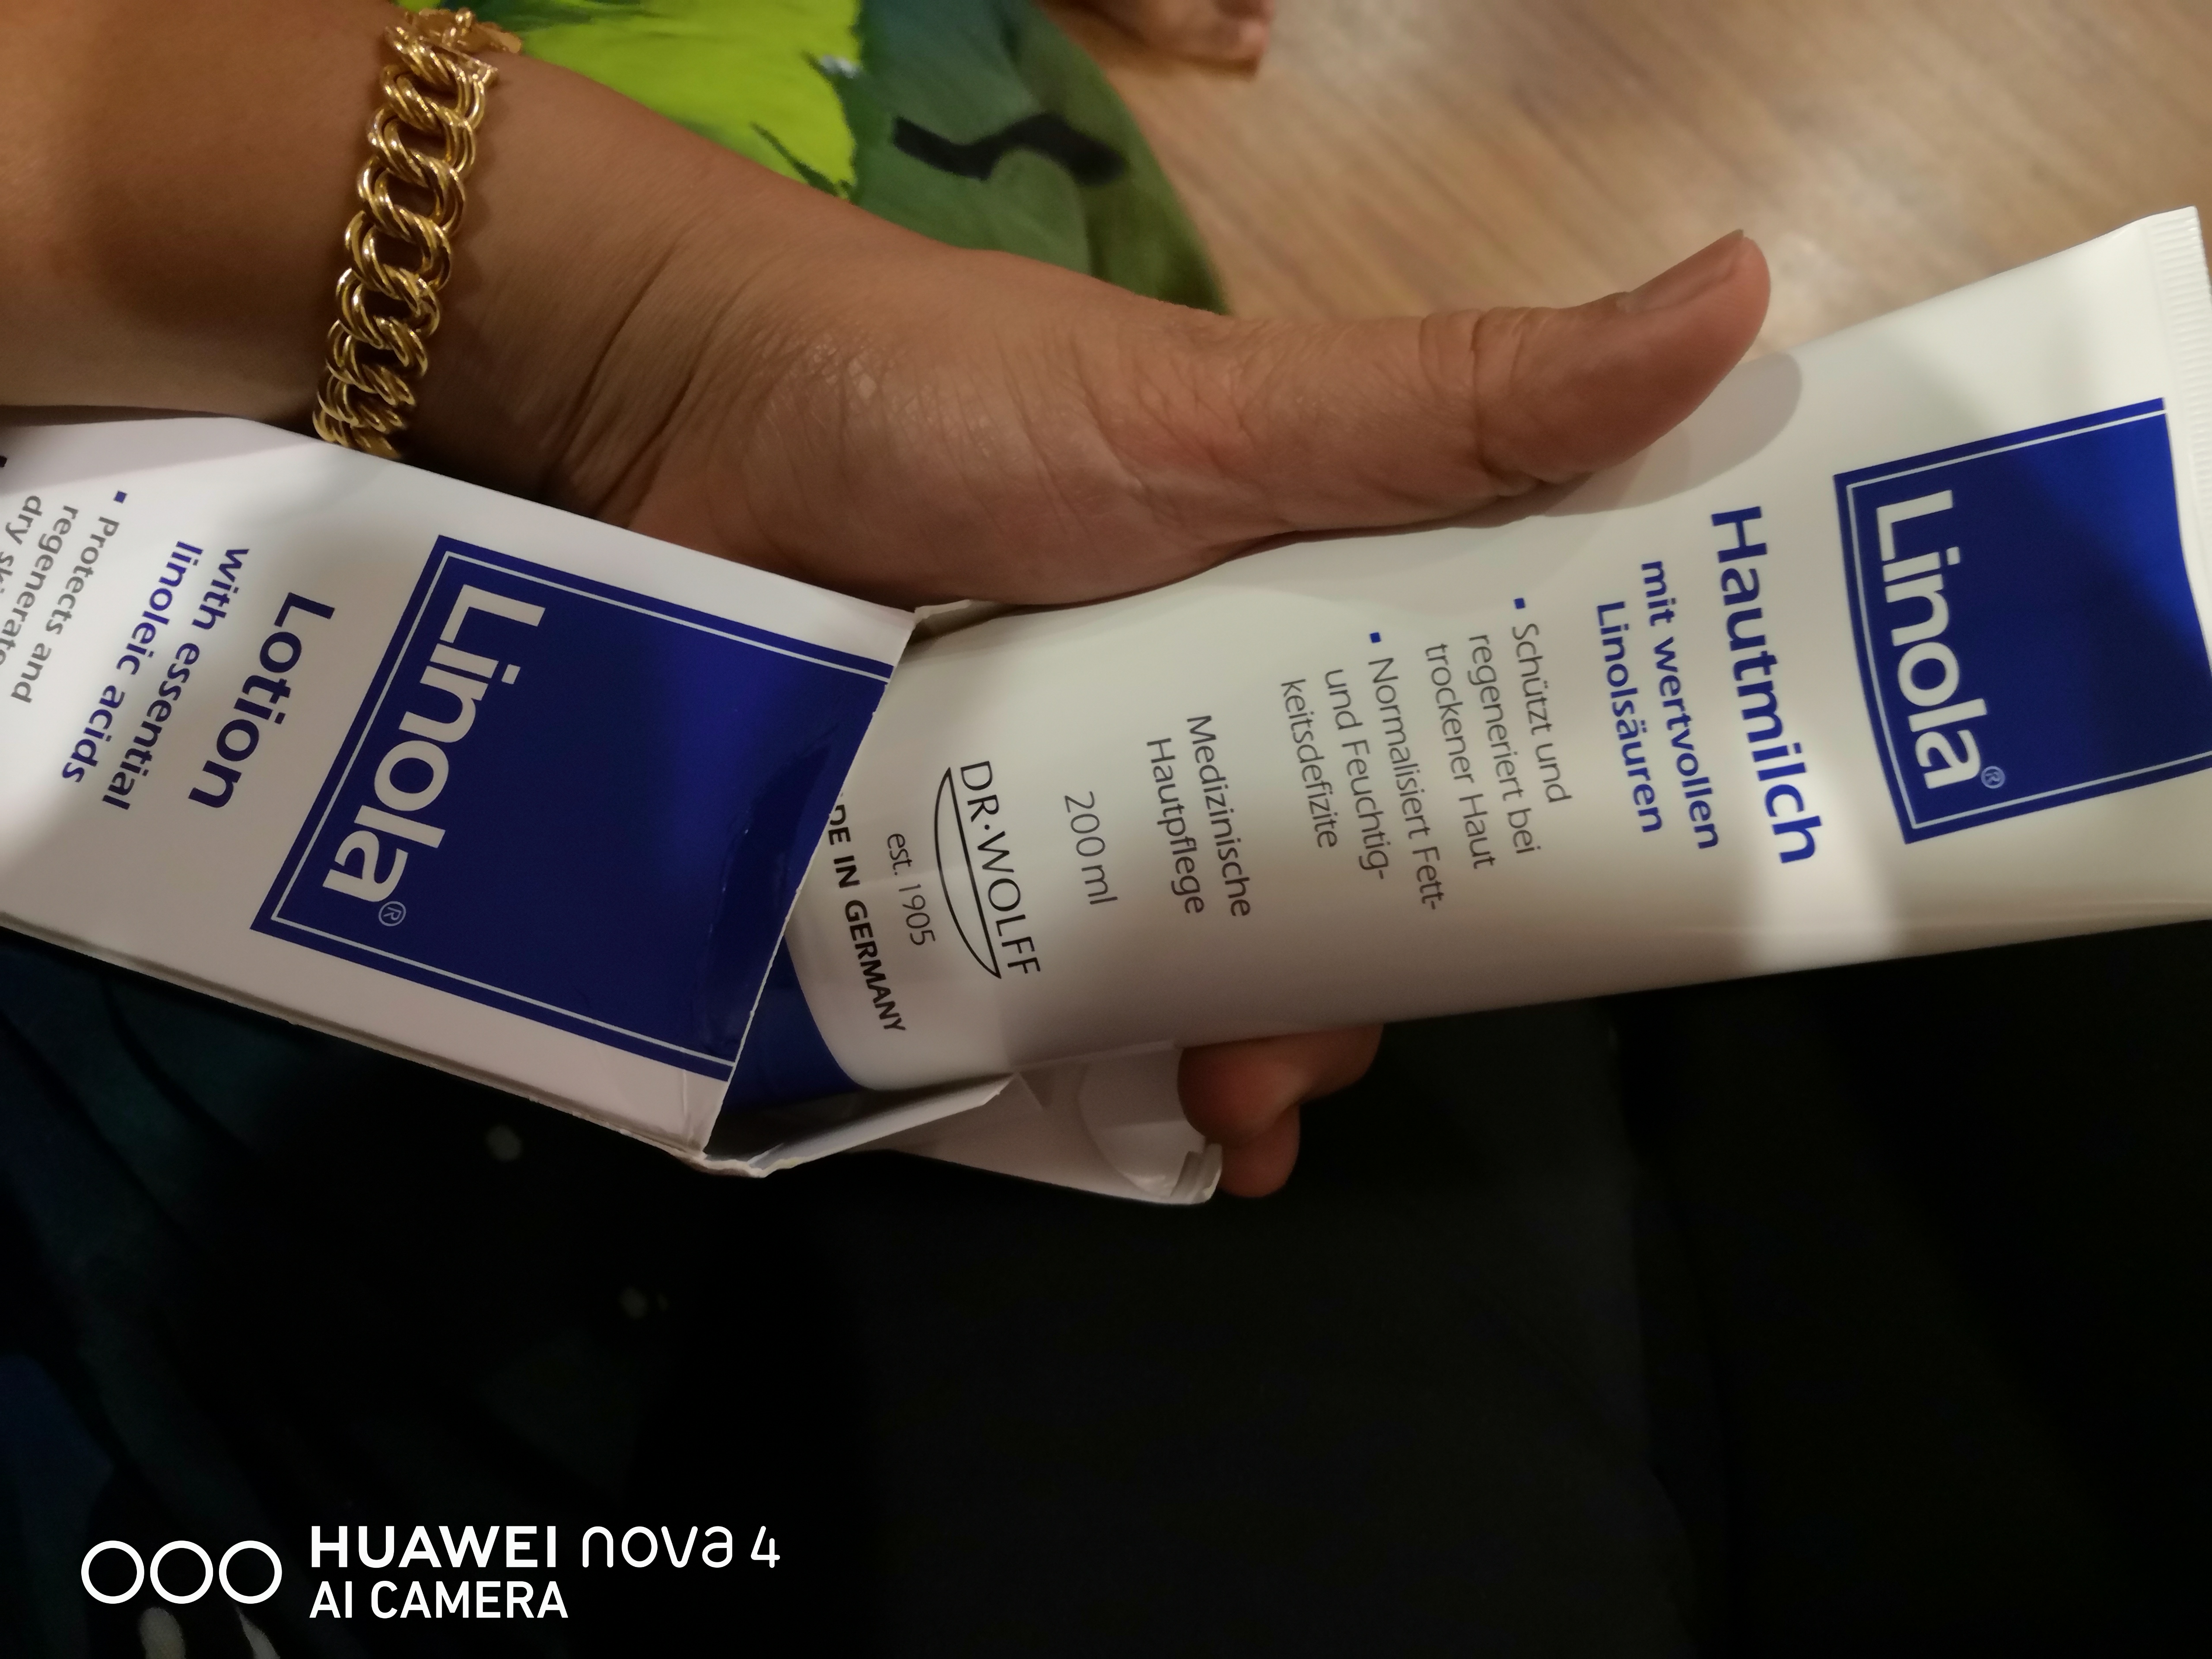 Linola®
Hautmilch
mit wertvollen
Linolsäuren
▪ Schützt und
regeneriert bei
trockener Haut
▪ Normalisiert Fett-
und Feuchtig-
keitsdefizite
Medizinische
Hautpflege
200 ml
DR·WOLFF
est. 1905
DE IN GERMANY
Linola®
Lotion
with essential
linoleic acids
▪ Protects and
regenerate
dry
HUAWEI nova 4
AI CAMERA